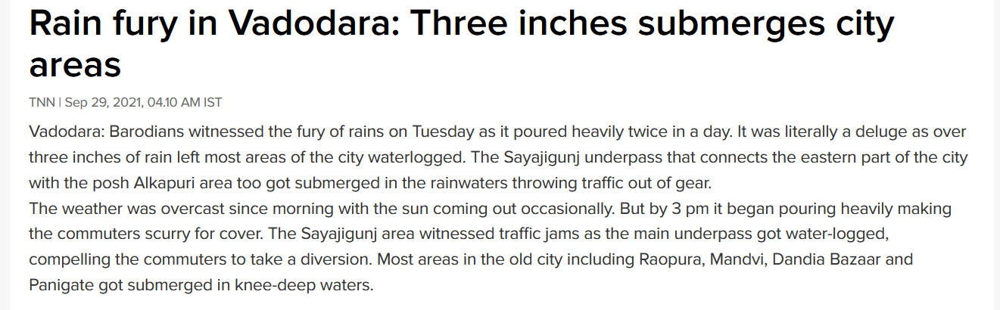 Rain fury in Vadodara: Three inches submerges city
areas
TNN | Sep 29, 2021, 04.10 AM IST
Vadodara: Barodians witnessed the fury of rains on Tuesday as it poured heavily twice in a day. It was literally a deluge as over
three inches of rain left most areas of the city waterlogged. The Sayajigunj underpass that connects the eastern part of the city
with the posh Alkapuri area too got submerged in the rainwaters throwing traffic out of gear.
The weather was overcast since morning with the sun coming out occasionally. But by 3 pm it began pouring heavily making
the commuters scurry for cover. The Sayajigunj area witnessed traffic jams as the main underpass got water-logged,
compelling the commuters to take a diversion. Most areas in the old city including Raopura, Mandvi, Dandia Bazaar and
Panigate got submerged in knee-deep waters.